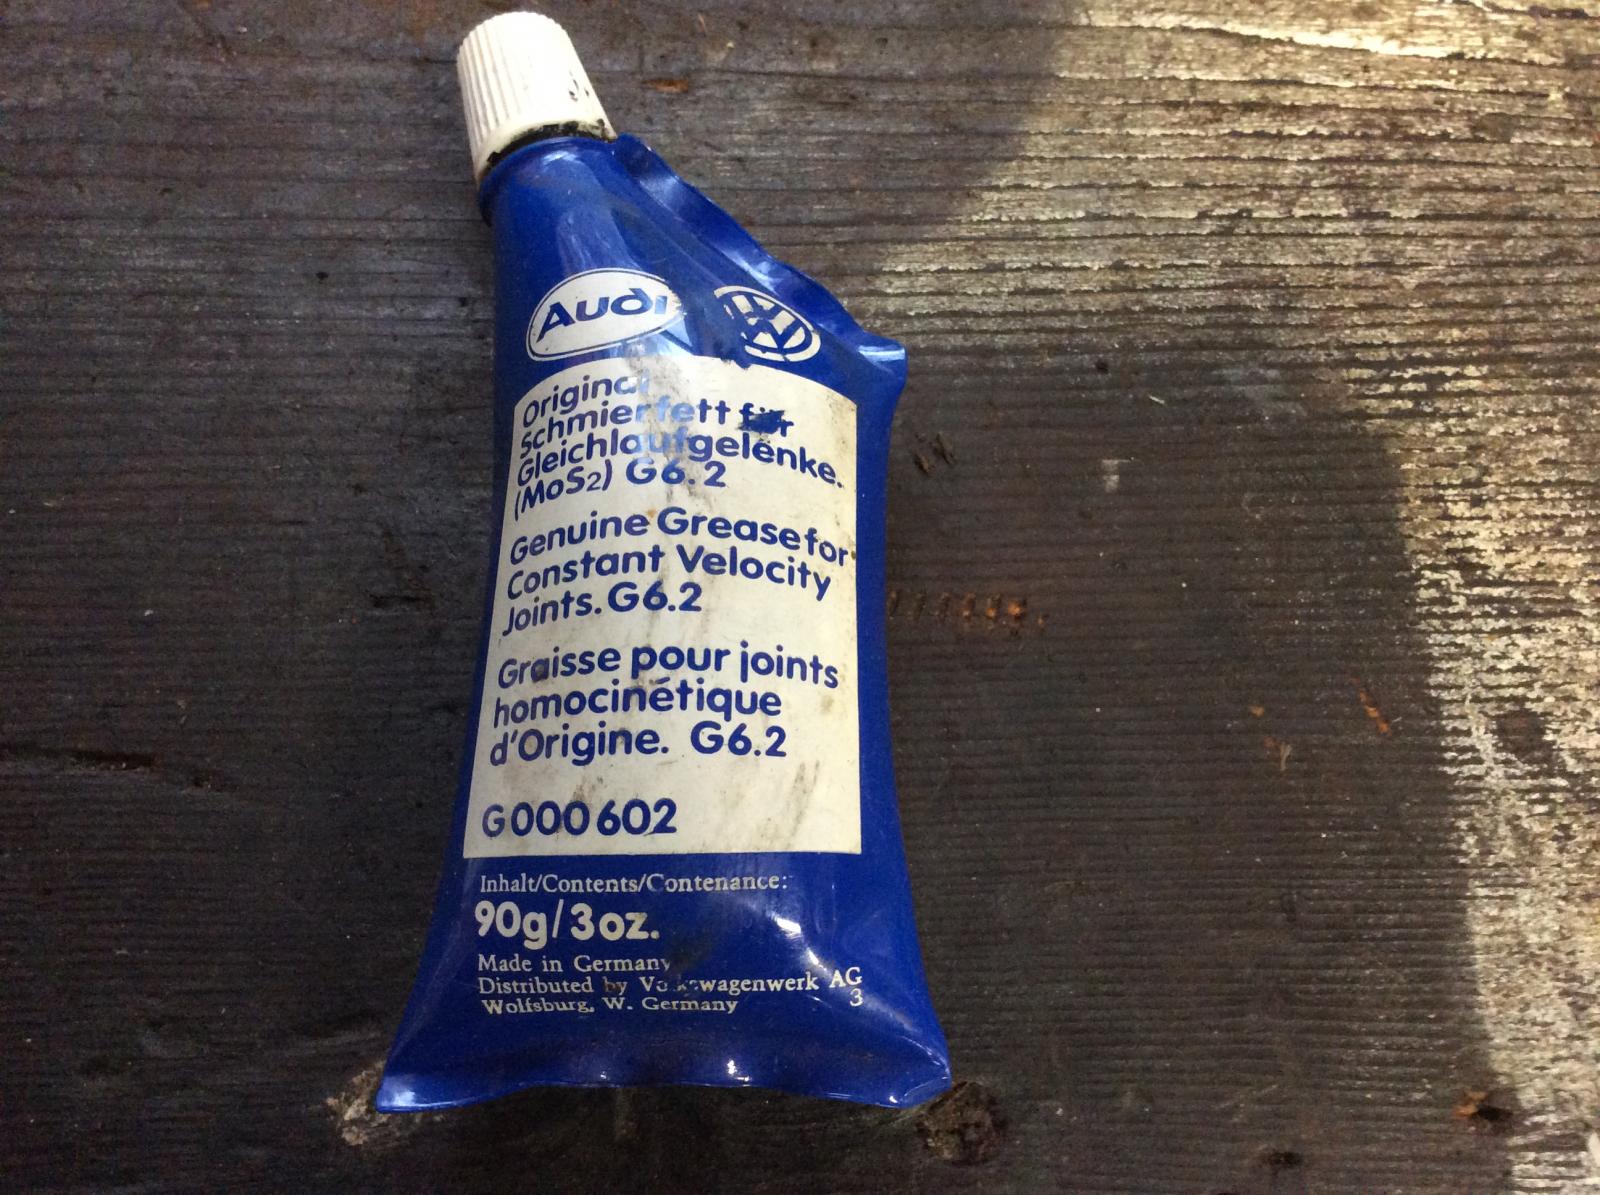 Audi
VW
Original
Schmierfett für
Gleichlaufgelenke.
(MoS₂) G6.2
Genuine Grease for
Constant Velocity
Joints. G6.2
Graisse pour joints
homocinétique
d'Origine. G6.2
G 000 602
Inhalt/Contents/Contenance:
90g/3oz.
Made in Germany
Distributed by Volkswagenwerk AG
Wolfsburg, W. Germany 3